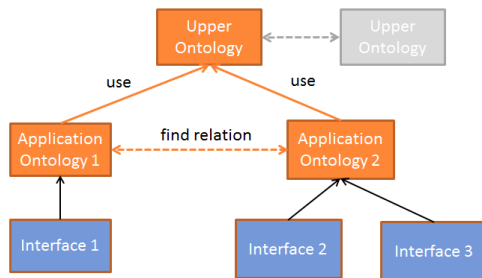 Upper
Ontology
Upper
Ontology
use
use
find relation
Application
Ontology 1
Application
Ontology 2
Interface 1
Interface 2
Interface 3